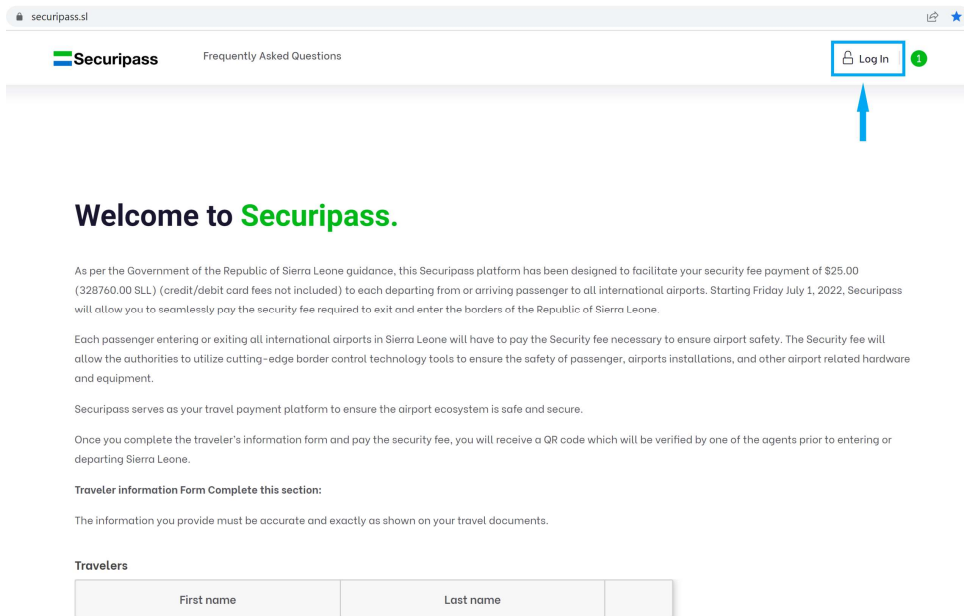 securipass.sl
Securipass
Frequently Asked Questions
Log In
1
Welcome to Securipass.
As per the Government of the Republic of Sierra Leone guidance, this Securipass platform has been designed to facilitate your security fee payment of $25.00
(328760.00 SLL) (credit/debit card fees not included) to each departing from or arriving passenger to all international airports. Starting Friday July 1, 2022, Securipass
will allow you to seamlessly pay the security fee required to exit and enter the borders of the Republic of Sierra Leone.
Each passenger entering or exiting all international airports in Sierra Leone will have to pay the Security fee necessary to ensure airport safety. The Security fee will
allow the authorities to utilize cutting-edge border control technology tools to ensure the safety of passenger, airports installations, and other airport related hardware
and equipment.
Securipass serves as your travel payment platform to ensure the airport ecosystem is safe and secure.
Once you complete the traveler's information form and pay the security fee, you will receive a QR code which will be verified by one of the agents prior to entering or
departing Sierra Leone.
Traveler information Form Complete this section:
The information you provide must be accurate and exactly as shown on your travel documents.
Travelers
First name
Last name